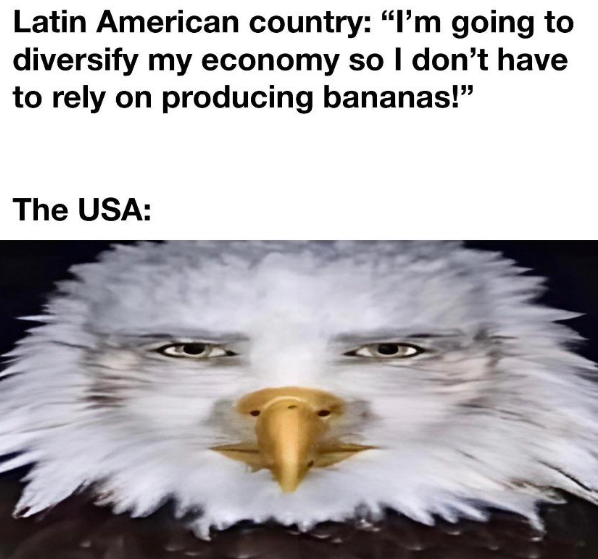 Latin American country: “I’m going to
diversify my economy so I don’t have
to rely on producing bananas!”
The USA: